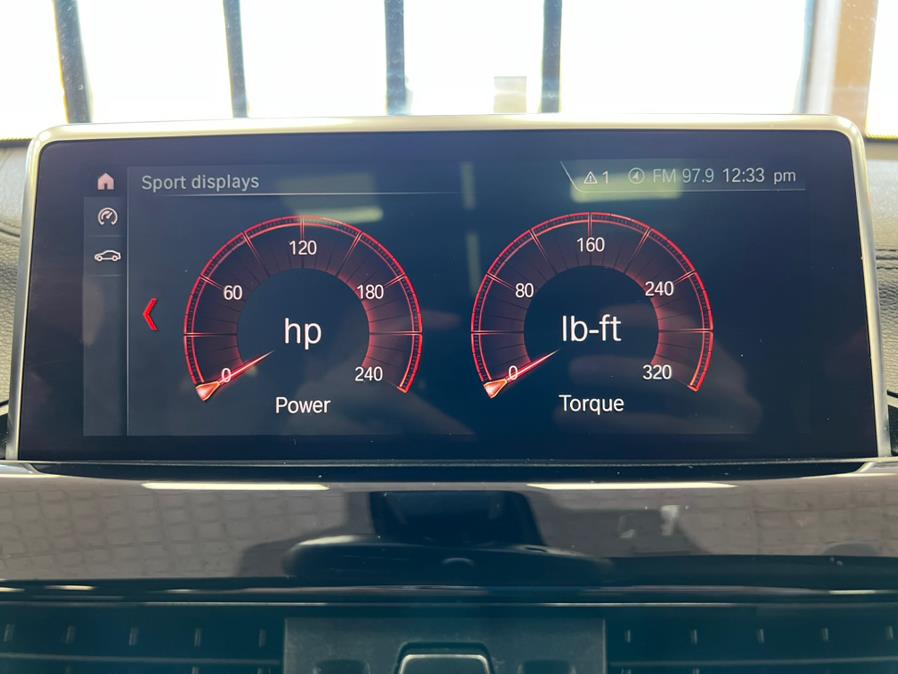 Sport displays
1 FM 97.9 12:33 pm
0 60 120 180 240
hp
Power
0 80 160 240 320
lb-ft
Torque